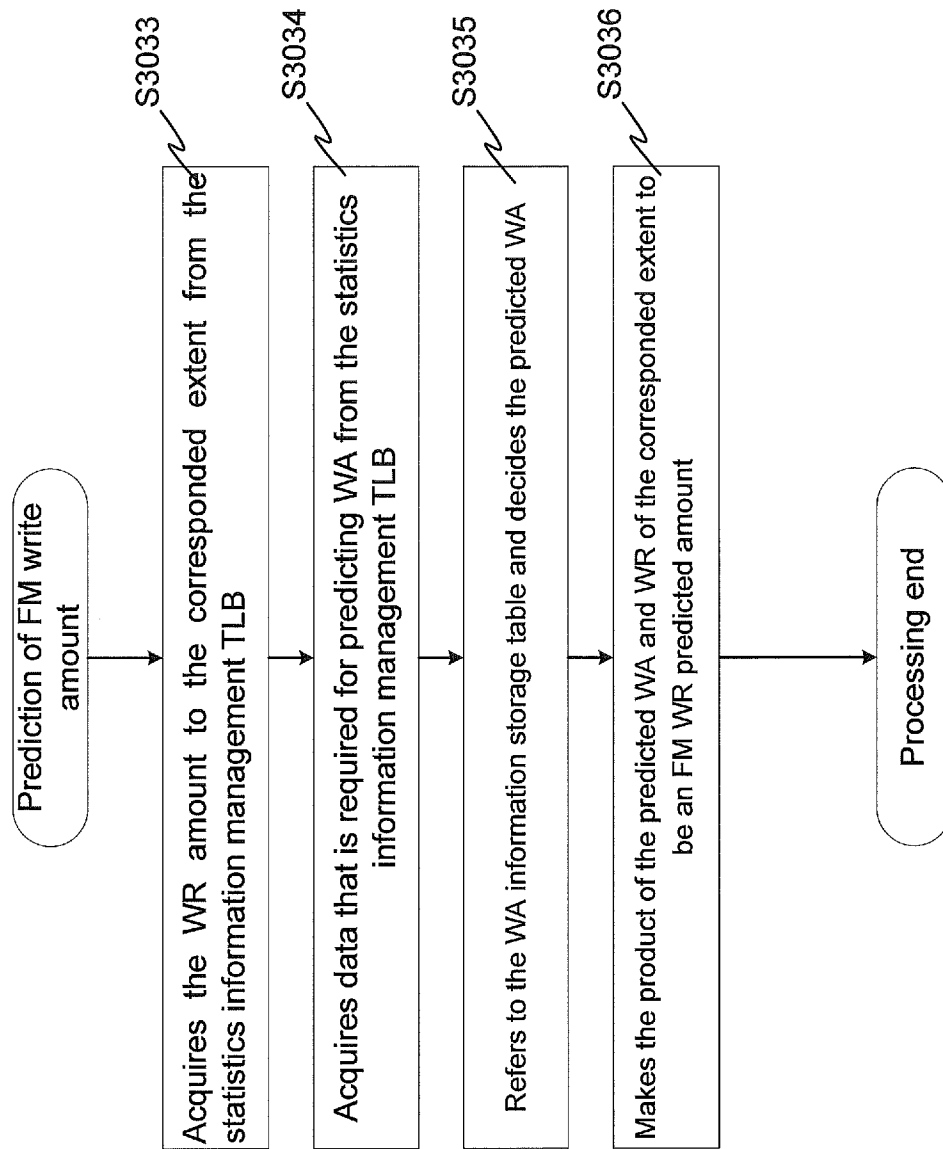 Prediction of FM write
amount
S3033
Acquires the WR amount to the corresponded extent from the
statistics information management TLB
S3034
Acquires data that is required for predicting WA from the statistics
information management TLB
S3035
Refers to the WA information storage table and decides the predicted WA
S3036
Makes the product of the predicted WA and WR of the corresponded extent to
be an FM WR predicted amount
Processing end